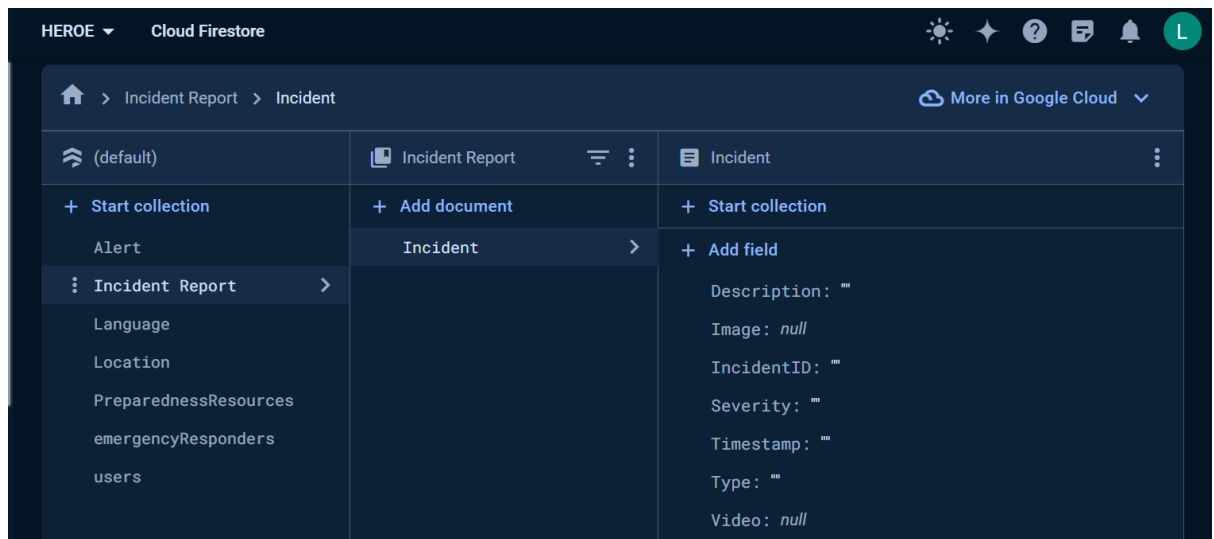 HEROE Cloud Firestore L
Incident Report > Incident
More in Google Cloud
(default)
+ Start collection
Alert
Incident Report
Language
Location
PreparednessResources
emergencyResponders
users
Incident Report
+ Add document
Incident
Incident
+ Start collection
+ Add field
Description: ""
Image: null
IncidentID: ""
Severity: ""
Timestamp: ""
Type: ""
Video: null